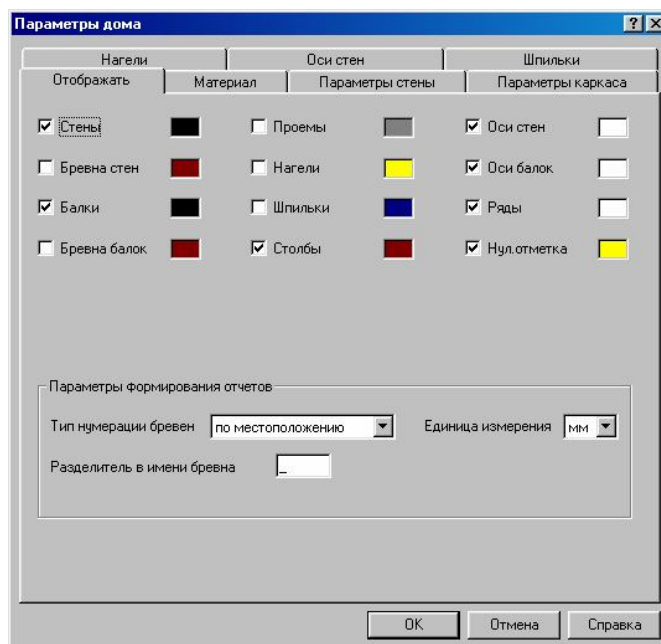 Параметры дома
Нагели Оси стен Шпильки
Отображать Материал Параметры стены Параметры каркаса
Стены Проемы Оси стен
Бревна стен Нагели Оси балок
Балки Шпильки Ряды
Бревна балок Столбы Нул.отметка
Параметры формирования отчетов
Тип нумерации бревен по местоположению Единица измерения мм
Разделитель в имени бревна _
OK Отмена Справка